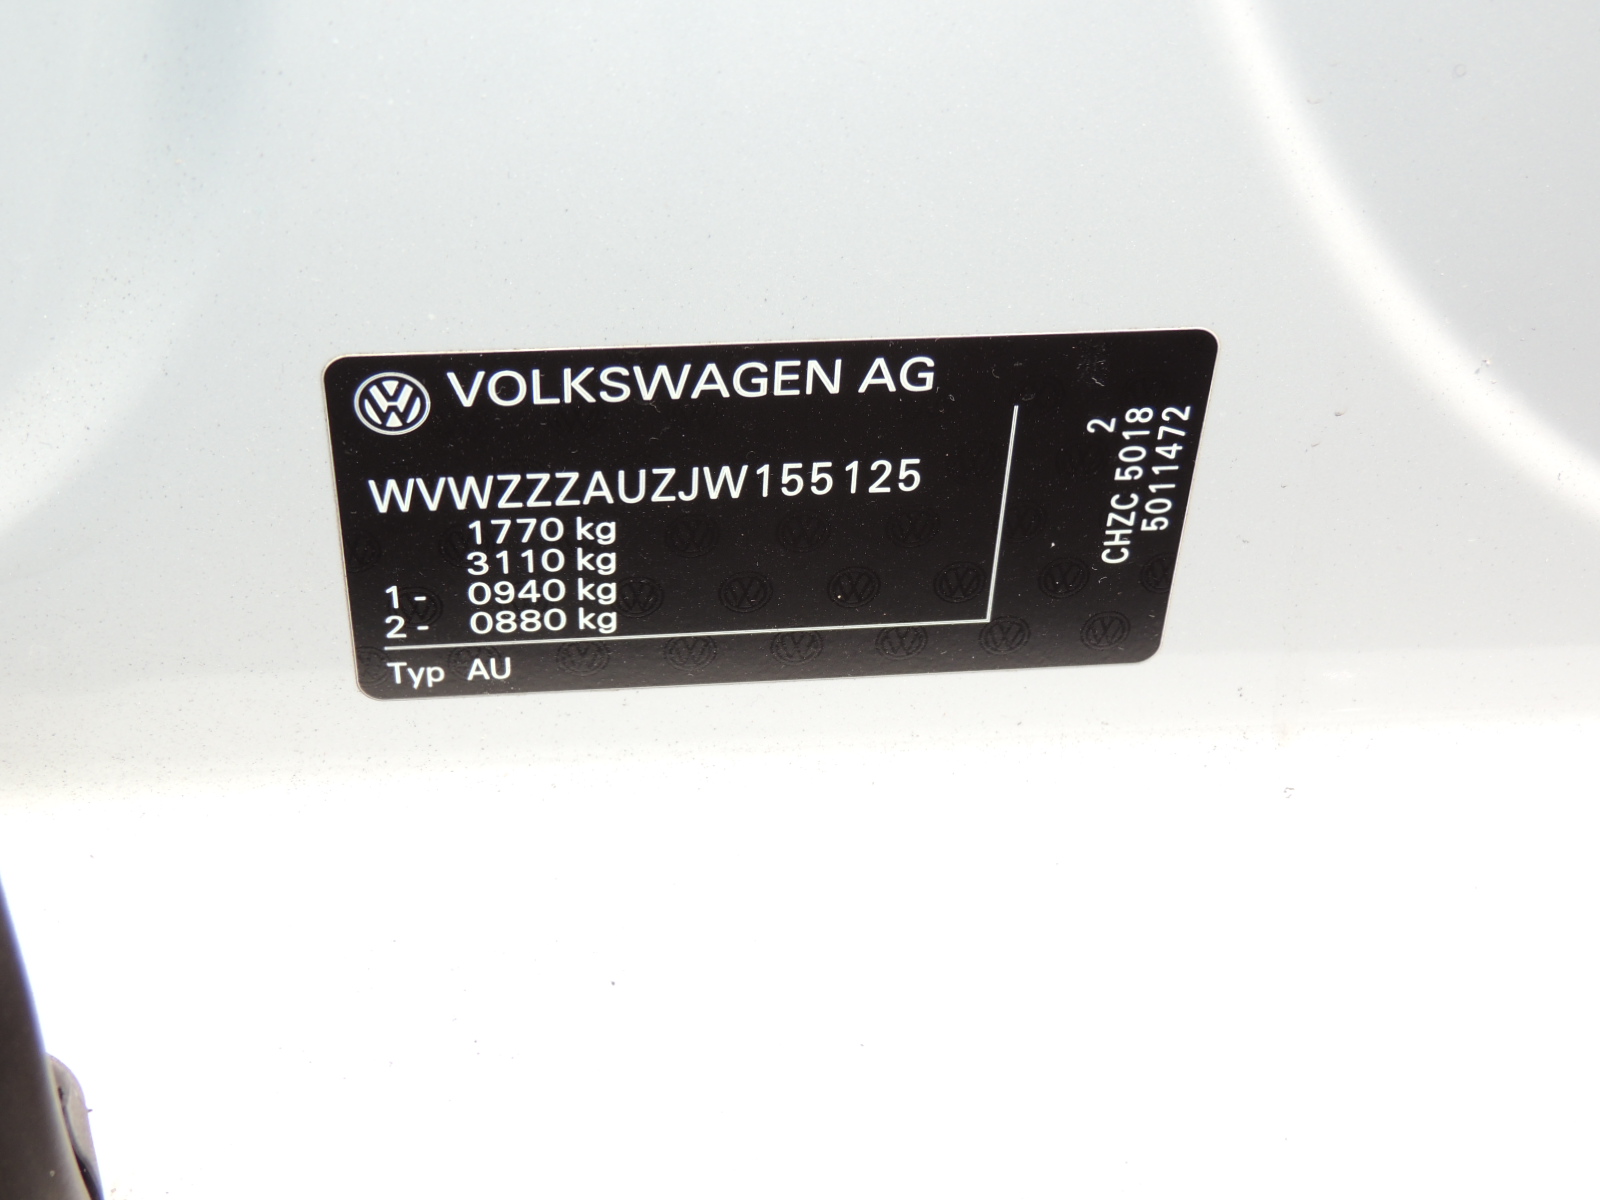 VOLKSWAGEN AG
WVWZZZAUZJW155125
1770 kg
3110 kg
1 - 0940 kg
2 - 0880 kg
Typ AU
2
CHZC 5018
5011472